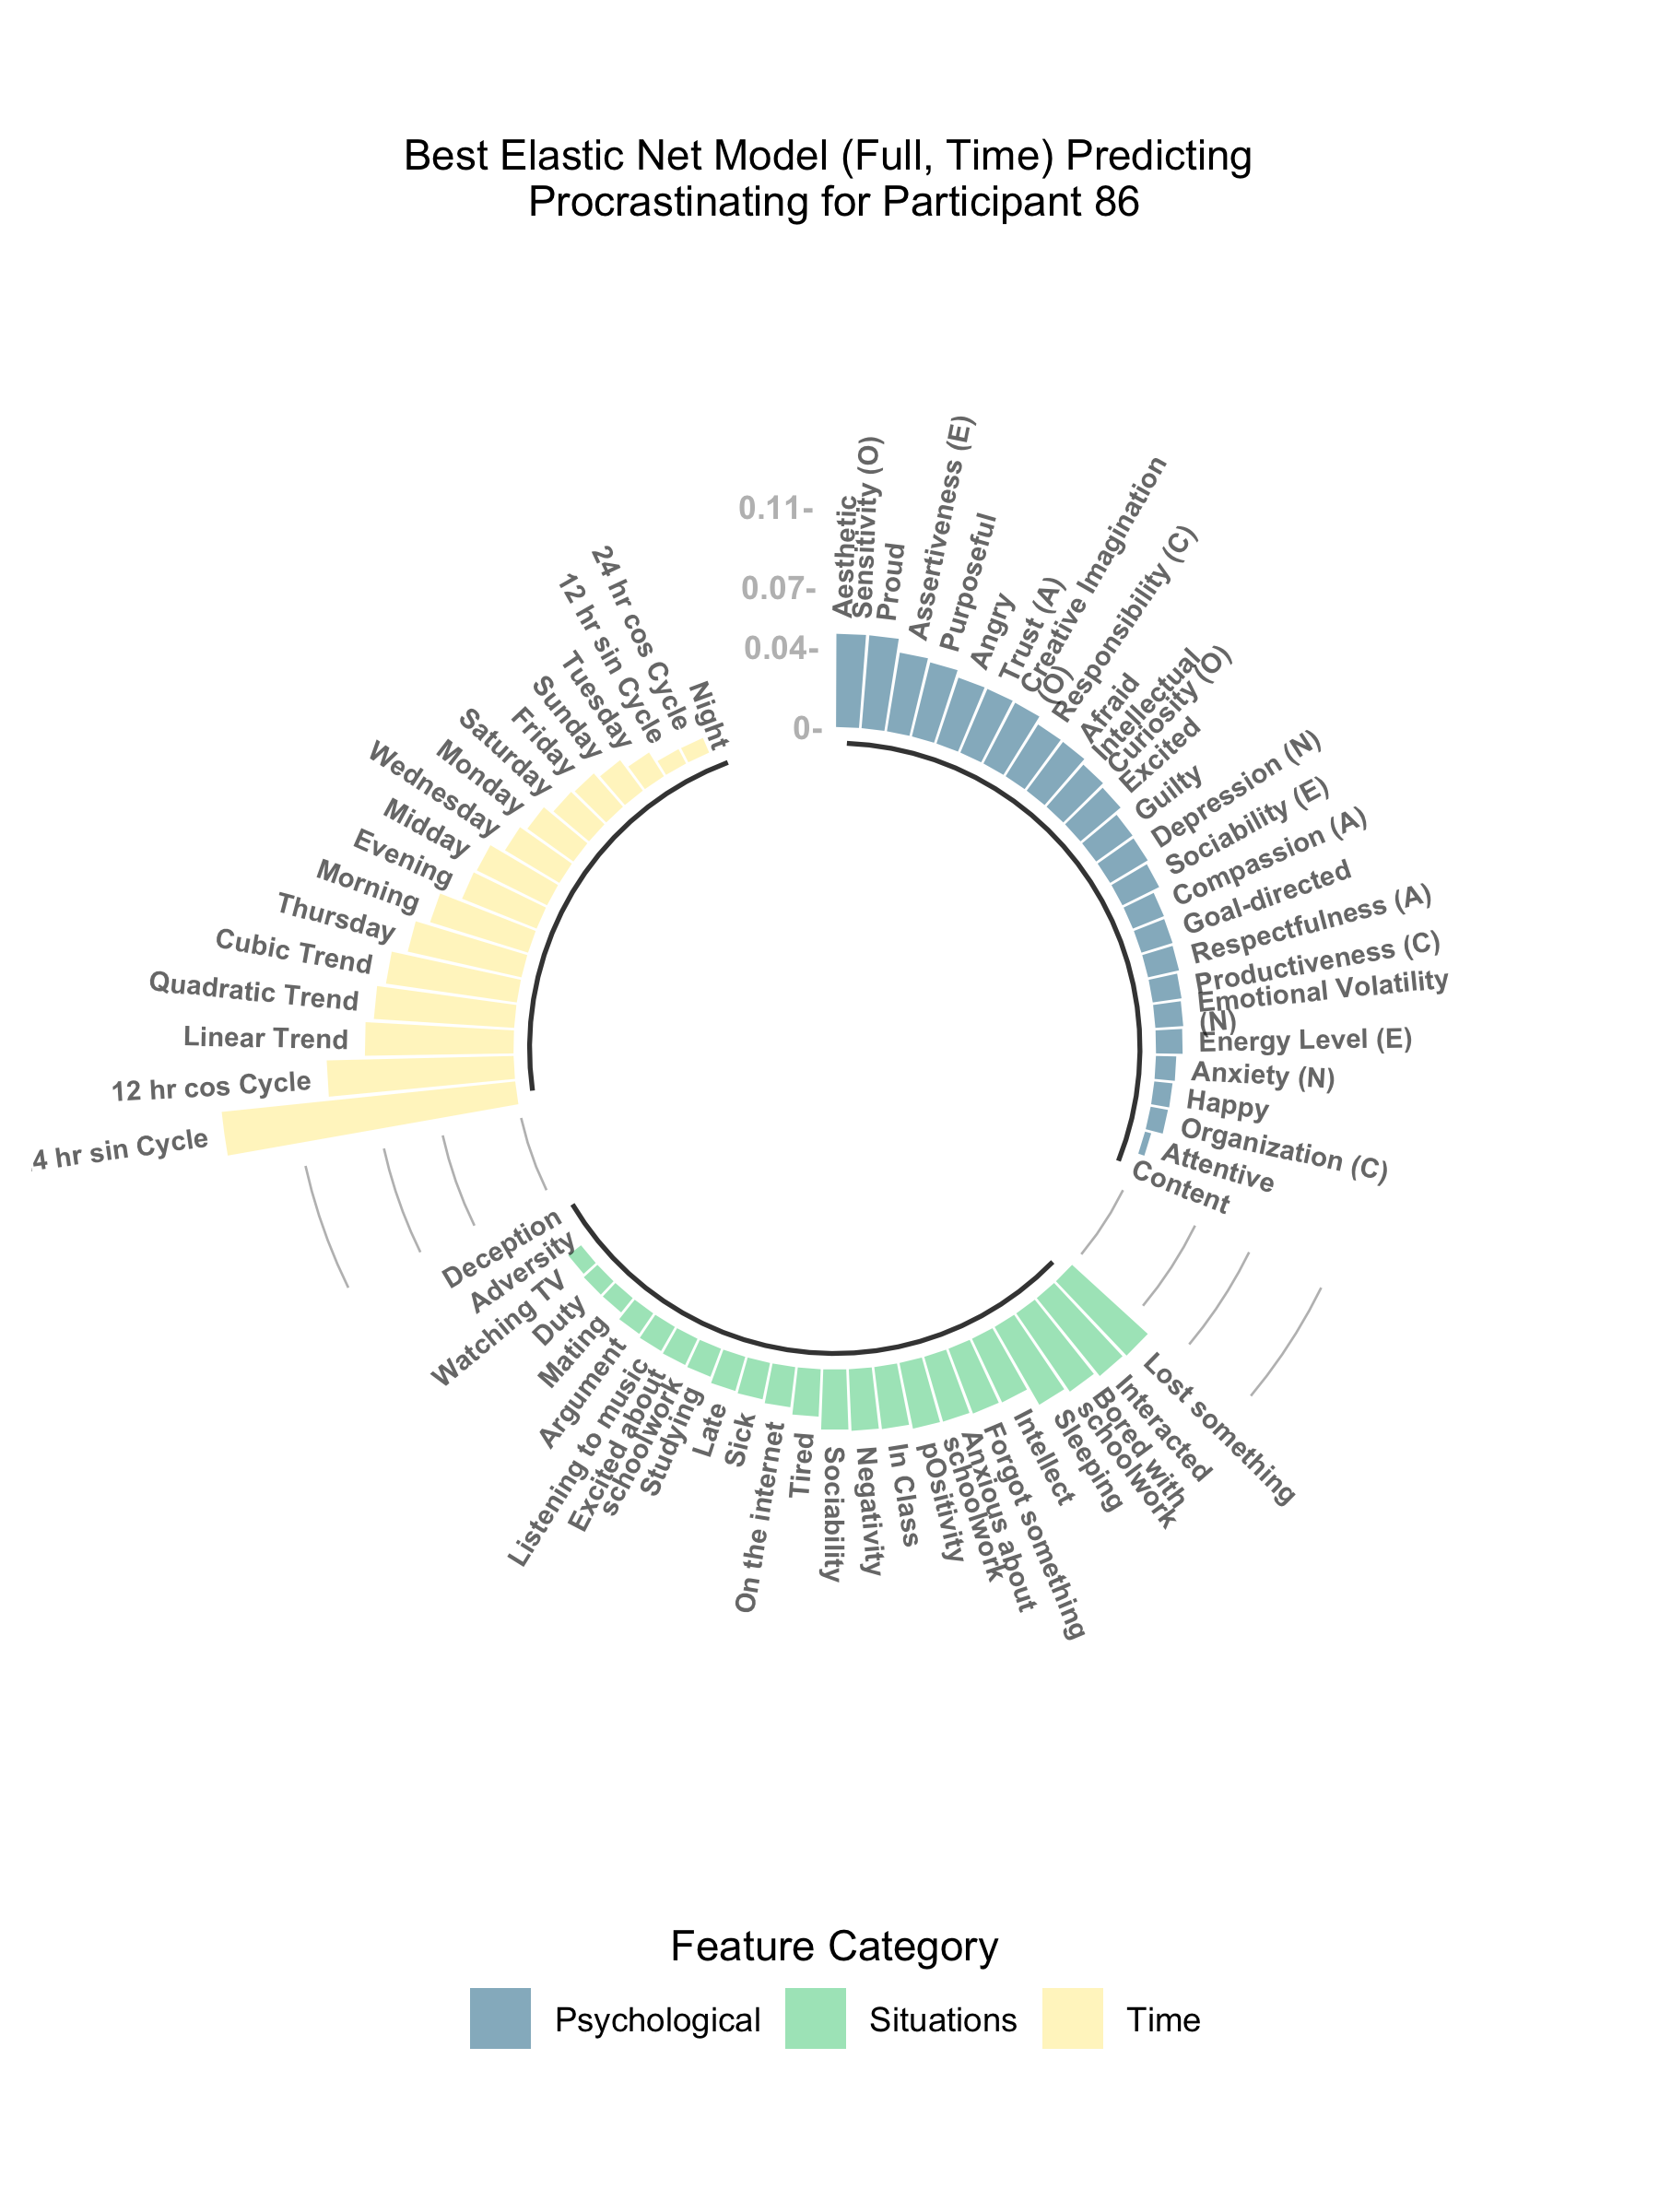 Best Elastic Net Model (Full, Time) Predicting
Procrastinating for Participant 86
0.11-
0.07-
0.04-
0-
Aesthetic
Sensitivity (O)
Proud
Assertiveness (E)
Purposeful
Angry
Trust (A)
Creative Imagination
(O)
Responsibility (C)
Afraid
Intellectual
Curiosity (O)
Excited
Guilty
Depression (N)
Sociability (E)
Compassion (A)
Goal-directed
Respectfulness (A)
Productiveness (C)
Emotional Volatility
(N)
Energy Level (E)
Anxiety (N)
Happy
Organization (C)
Attentive
Content
Lost something
Interacted
Bored with
schoolwork
Sleeping
Intellect
Forgot something
Anxious about
schoolwork
pOsitivity
In Class
Negativity
Sociability
Tired
On the internet
Sick
Late
Studying
Excited about
schoolwork
Listening to music
Argument
Mating
Duty
Watching TV
Adversity
Deception
4 hr sin Cycle
12 hr cos Cycle
Linear Trend
Quadratic Trend
Cubic Trend
Thursday
Morning
Evening
Midday
Wednesday
Monday
Saturday
Friday
Sunday
Tuesday
12 hr sin Cycle
24 hr cos Cycle
Night
Feature Category
Psychological
Situations
Time